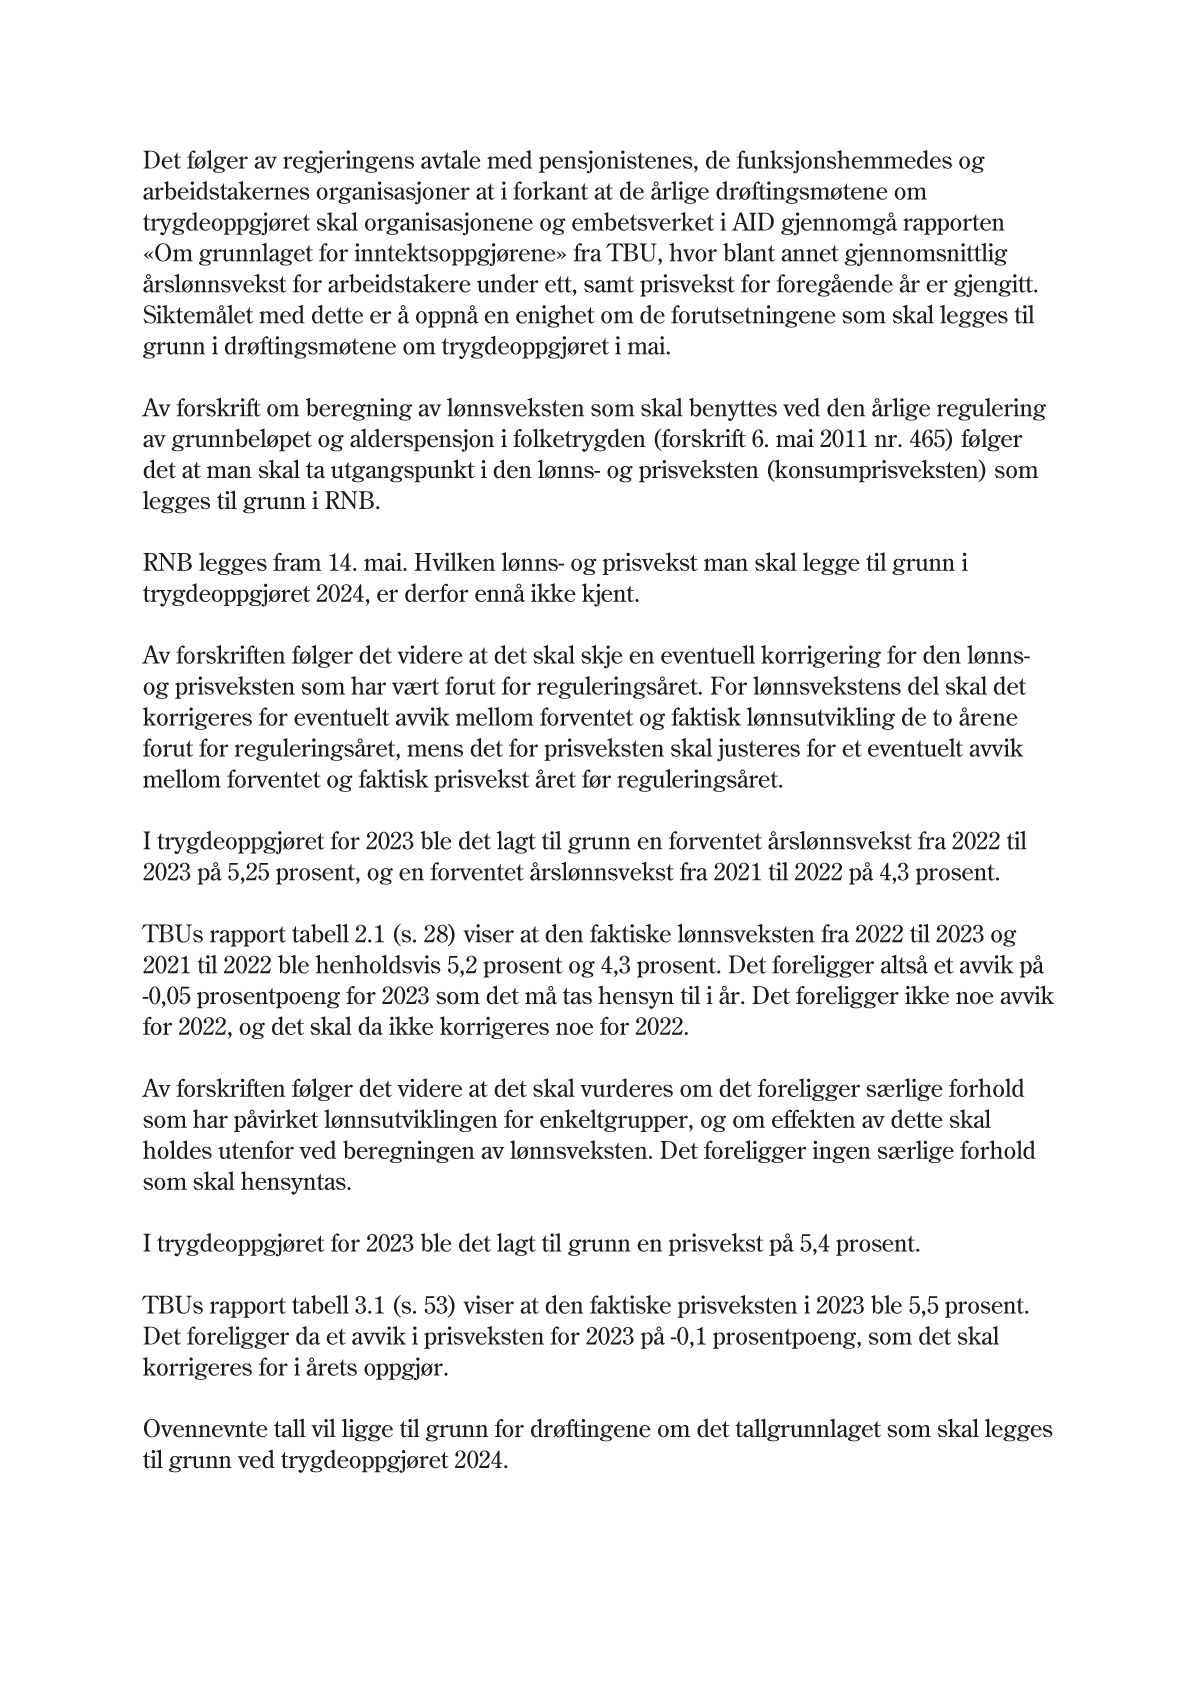 Det følger av regjeringens avtale med pensjonistenes, de funksjonshemmedes og
arbeidstakernes organisasjoner at i forkant at de årlige drøftingsmøtene om
trygdeoppgjøret skal organisasjonene og embetsverket i AID gjennomgå rapporten
«Om grunnlaget for inntektsoppgjørene» fra TBU, hvor blant annet gjennomsnittlig
årslønnsvekst for arbeidstakere under ett, samt prisvekst for foregående år er gjengitt.
Siktemålet med dette er å oppnå en enighet om de forutsetningene som skal legges til
grunn i drøftingsmøtene om trygdeoppgjøret i mai.
Av forskrift om beregning av lønnsveksten som skal benyttes ved den årlige regulering
av grunnbeløpet og alderspensjon i folketrygden (forskrift 6. mai 2011 nr. 465) følger
det at man skal ta utgangspunkt i den lønns- og prisveksten (konsumprisveksten) som
legges til grunn i RNB.
RNB legges fram 14. mai. Hvilken lønns- og prisvekst man skal legge til grunn i
trygdeoppgjøret 2024, er derfor ennå ikke kjent.
Av forskriften følger det videre at det skal skje en eventuell korrigering for den lønns-
og prisveksten som har vært forut for reguleringsåret. For lønnsvekstens del skal det
korrigeres for eventuelt avvik mellom forventet og faktisk lønnsutvikling de to årene
forut for reguleringsåret, mens det for prisveksten skal justeres for et eventuelt avvik
mellom forventet og faktisk prisvekst året før reguleringsåret.
I trygdeoppgjøret for 2023 ble det lagt til grunn en forventet årslønnsvekst fra 2022 til
2023 på 5,25 prosent, og en forventet årslønnsvekst fra 2021 til 2022 på 4,3 prosent.
TBUs rapport tabell 2.1 (s. 28) viser at den faktiske lønnsveksten fra 2022 til 2023 og
2021 til 2022 ble henholdsvis 5,2 prosent og 4,3 prosent. Det foreligger altså et avvik på
-0,05 prosentpoeng for 2023 som det må tas hensyn til i år. Det foreligger ikke noe avvik
for 2022, og det skal da ikke korrigeres noe for 2022.
Av forskriften følger det videre at det skal vurderes om det foreligger særlige forhold
som har påvirket lønnsutviklingen for enkeltgrupper, og om effekten av dette skal
holdes utenfor ved beregningen av lønnsveksten. Det foreligger ingen særlige forhold
som skal hensyntas.
I trygdeoppgjøret for 2023 ble det lagt til grunn en prisvekst på 5,4 prosent.
TBUs rapport tabell 3.1 (s. 53) viser at den faktiske prisveksten i 2023 ble 5,5 prosent.
Det foreligger da et avvik i prisveksten for 2023 på -0,1 prosentpoeng, som det skal
korrigeres for i årets oppgjør.
Ovennevnte tall vil ligge til grunn for drøftingene om det tallgrunnlaget som skal legges
til grunn ved trygdeoppgjøret 2024.